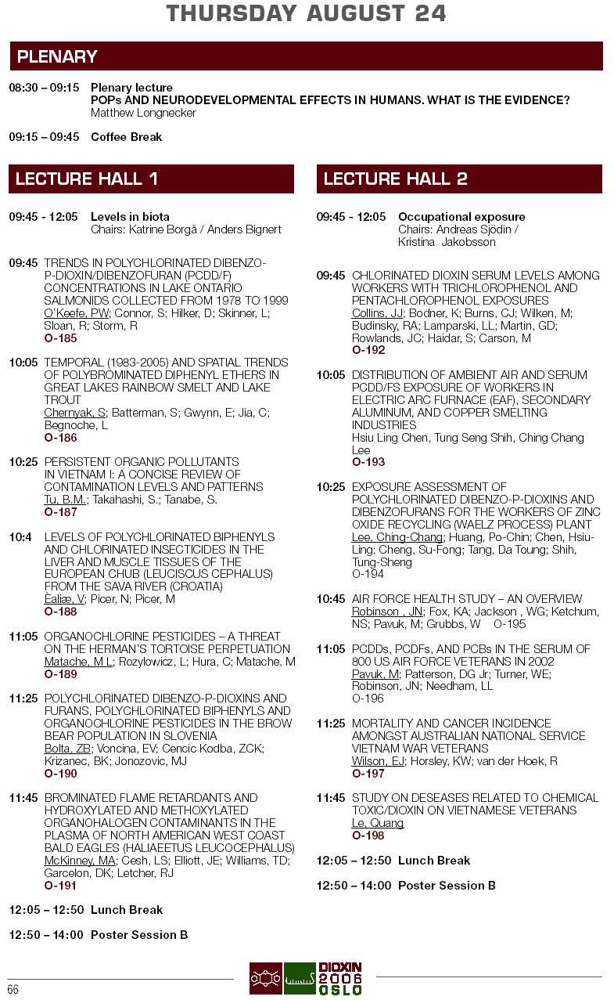 THURSDAY AUGUST 24
PLENARY
08:30 – 09:15 Plenary lecture
POPs AND NEURODEVELOPMENTAL EFFECTS IN HUMANS. WHAT IS THE EVIDENCE?
Matthew Longnecker
09:15 – 09:45 Coffee Break
LECTURE HALL 1
09:45 - 12:05 Levels in biota
Chairs: Katrine Borgå / Anders Bignert
09:45 TRENDS IN POLYCHLORINATED DIBENZO-
P-DIOXIN/DIBENZOFURAN (PCDD/F)
CONCENTRATIONS IN LAKE ONTARIO
SALMONIDS COLLECTED FROM 1978 TO 1999
O'Keefe, PW; Connor, S; Hilker, D; Skinner, L;
Sloan, R; Storm, R
O-185
10:05 TEMPORAL (1983-2005) AND SPATIAL TRENDS
OF POLYBROMINATED DIPHENYL ETHERS IN
GREAT LAKES RAINBOW SMELT AND LAKE
TROUT
Chernyak, S; Batterman, S; Gwynn, E; Jia, C;
Begnoche, L
O-186
10:25 PERSISTENT ORGANIC POLLUTANTS
IN VIETNAM I: A CONCISE REVIEW OF
CONTAMINATION LEVELS AND PATTERNS
Tu, B.M.; Takahashi, S.; Tanabe, S.
O-187
10:4 LEVELS OF POLYCHLORINATED BIPHENYLS
AND CHLORINATED INSECTICIDES IN THE
LIVER AND MUSCLE TISSUES OF THE
EUROPEAN CHUB (LEUCISCUS CEPHALUS)
FROM THE SAVA RIVER (CROATIA)
Èaliæ, V; Picer, N; Picer, M
O-188
11:05 ORGANOCHLORINE PESTICIDES – A THREAT
ON THE HERMAN'S TORTOISE PERPETUATION
Matache, M L; Rozylowicz, L; Hura, C; Matache, M
O-189
11:25 POLYCHLORINATED DIBENZO-P-DIOXINS AND
FURANS, POLYCHLORINATED BIPHENYLS AND
ORGANOCHLORINE PESTICIDES IN THE BROW
BEAR POPULATION IN SLOVENIA
Bolta, ZB; Voncina, EV; Cencic Kodba, ZCK;
Krizanec, BK; Jonozovic, MJ
O-190
11:45 BROMINATED FLAME RETARDANTS AND
HYDROXYLATED AND METHOXYLATED
ORGANOHALOGEN CONTAMINANTS IN THE
PLASMA OF NORTH AMERICAN WEST COAST
BALD EAGLES (HALIAEETUS LEUCOCEPHALUS)
McKinney, MA; Cesh, LS; Elliott, JE; Williams, TD;
Garcelon, DK; Letcher, RJ
O-191
12:05 – 12:50 Lunch Break
12:50 – 14:00 Poster Session B
LECTURE HALL 2
09:45 - 12:05 Occupational exposure
Chairs: Andreas Sjödin /
Kristina Jakobsson
09:45 CHLORINATED DIOXIN SERUM LEVELS AMONG
WORKERS WITH TRICHLOROPHENOL AND
PENTACHLOROPHENOL EXPOSURES
Collins, JJ; Bodner, K; Burns, CJ; Wilken, M;
Budinsky, RA; Lamparski, LL; Martin, GD;
Rowlands, JC; Haidar, S; Carson, M
O-192
10:05 DISTRIBUTION OF AMBIENT AIR AND SERUM
PCDD/FS EXPOSURE OF WORKERS IN
ELECTRIC ARC FURNACE (EAF), SECONDARY
ALUMINUM, AND COPPER SMELTING
INDUSTRIES
Hsiu Ling Chen, Tung Seng Shih, Ching Chang
Lee
O-193
10:25 EXPOSURE ASSESSMENT OF
POLYCHLORINATED DIBENZO-P-DIOXINS AND
DIBENZOFURANS FOR THE WORKERS OF ZINC
OXIDE RECYCLING (WAELZ PROCESS) PLANT
Lee, Ching-Chang; Huang, Po-Chin; Chen, Hsiu-
Ling; Cheng, Su-Fong; Tang, Da Toung; Shih,
Tung-Sheng
O-194
10:45 AIR FORCE HEALTH STUDY – AN OVERVIEW
Robinson , JN; Fox, KA; Jackson , WG; Ketchum,
NS; Pavuk, M; Grubbs, W O-195
11:05 PCDDs, PCDFs, AND PCBs IN THE SERUM OF
800 US AIR FORCE VETERANS IN 2002
Pavuk, M; Patterson, DG Jr; Turner, WE;
Robinson, JN; Needham, LL
O-196
11:25 MORTALITY AND CANCER INCIDENCE
AMONGST AUSTRALIAN NATIONAL SERVICE
VIETNAM WAR VETERANS
Wilson, EJ; Horsley, KW; van der Hoek, R
O-197
11:45 STUDY ON DESEASES RELATED TO CHEMICAL
TOXIC/DIOXIN ON VIETNAMESE VETERANS
Le, Quang
O-198
12:05 – 12:50 Lunch Break
12:50 – 14:00 Poster Session B
66
DIOXIN
2006
OSLO